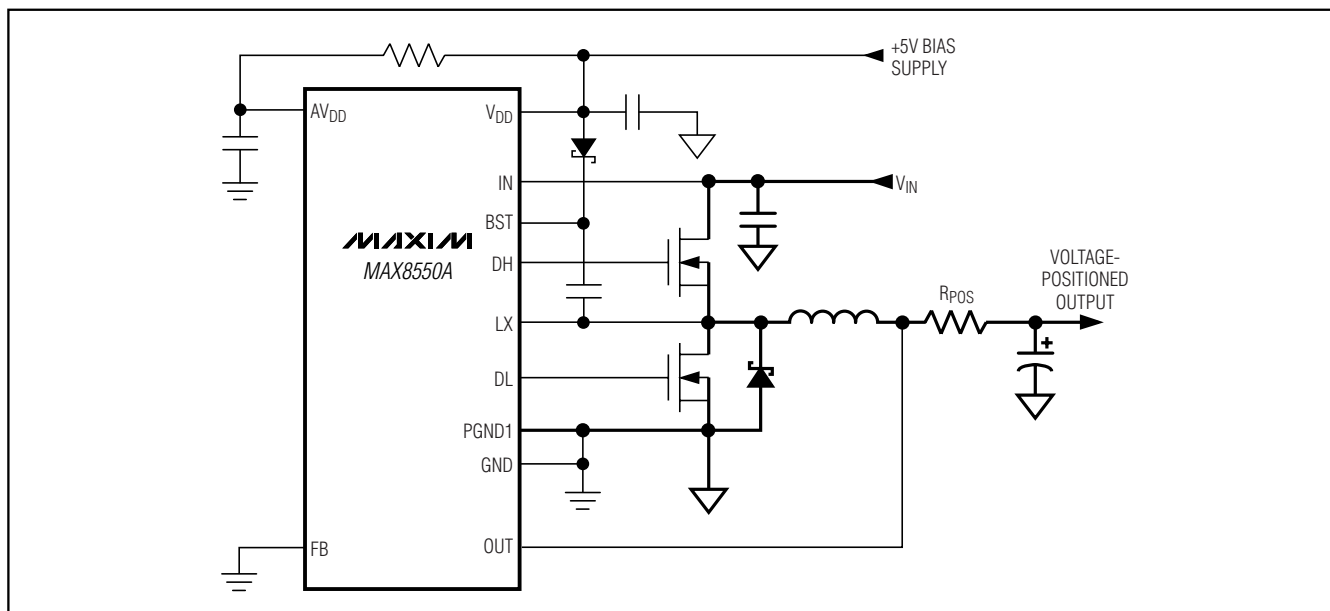 +5V BIAS
SUPPLY
AVDD
VDD
IN
VIN
BST
MAXIM
MAX8550A
DH
VOLTAGE-
POSITIONED
OUTPUT
RPOS
LX
+
DL
PGND1
GND
FB
OUT